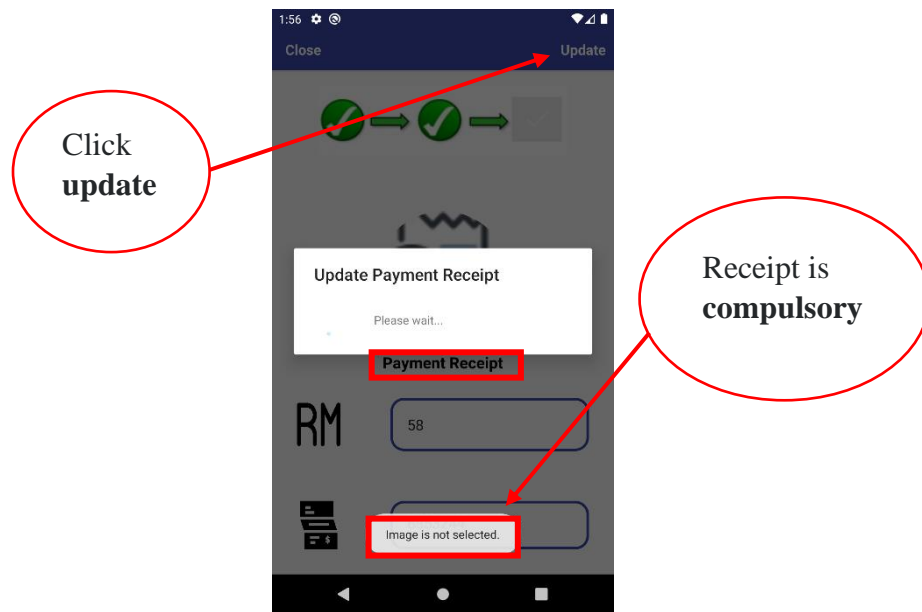 1:56
Close Update
Click
update
Update Payment Receipt
Please wait...
Receipt is
compulsory
Payment Receipt
RM 58
Image is not selected.